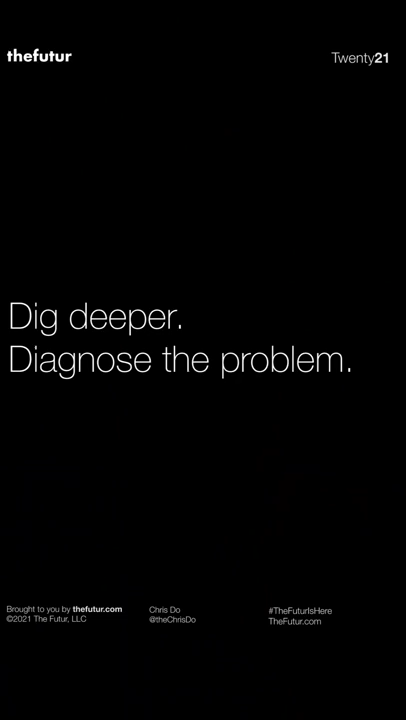 thefutur
Twenty21
Dig deeper.
Diagnose the problem.
Brought to you by thefutur.com
©2021 The Futur, LLC
Chris Do
@theChrisDo
#TheFuturIsHere
TheFutur.com